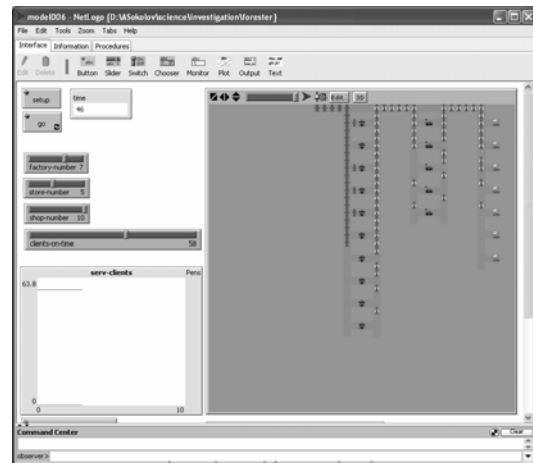 model006 - NetLogo {D:\ASokolov\science\investigation\forester}
File Edit Tools Zoom Tabs Help
Interface Information Procedures
Edit Delete Button Slider Switch Chooser Monitor Plot Output Text
setup
time
46
go
Edit... 3D
factory-number 7
store-number 5
shop-number 10
clients-on-time 58
serv-clients Pens
63.8
0
0 10
Command Center Clear
observer>